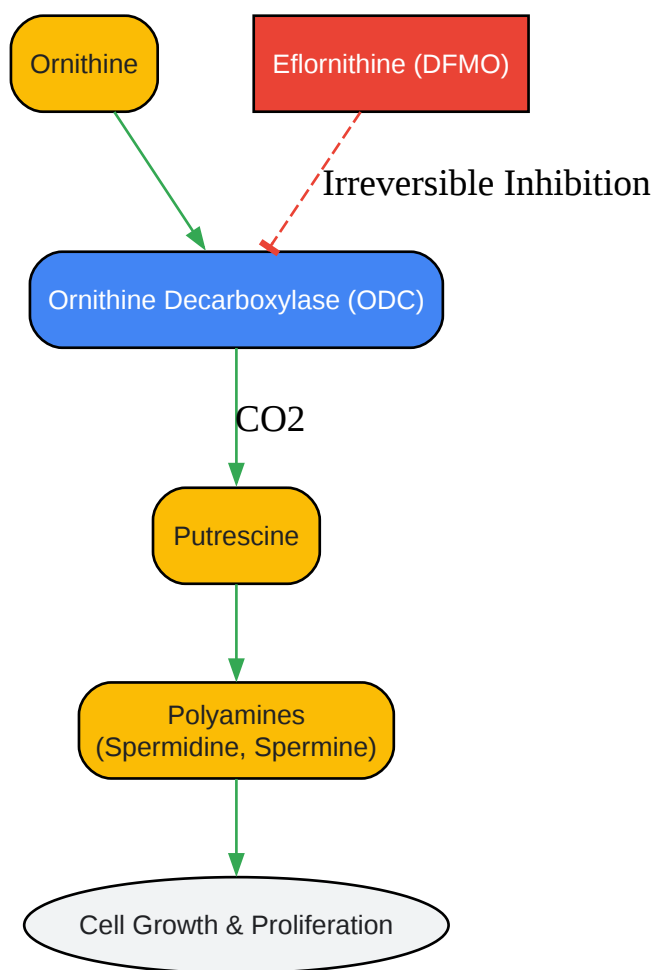 Ornithine
Eflornithine (DFMO)
Irreversible Inhibition
Ornithine Decarboxylase (ODC)
CO2
Putrescine
Polyamines
(Spermidine, Spermine)
Cell Growth & Proliferation